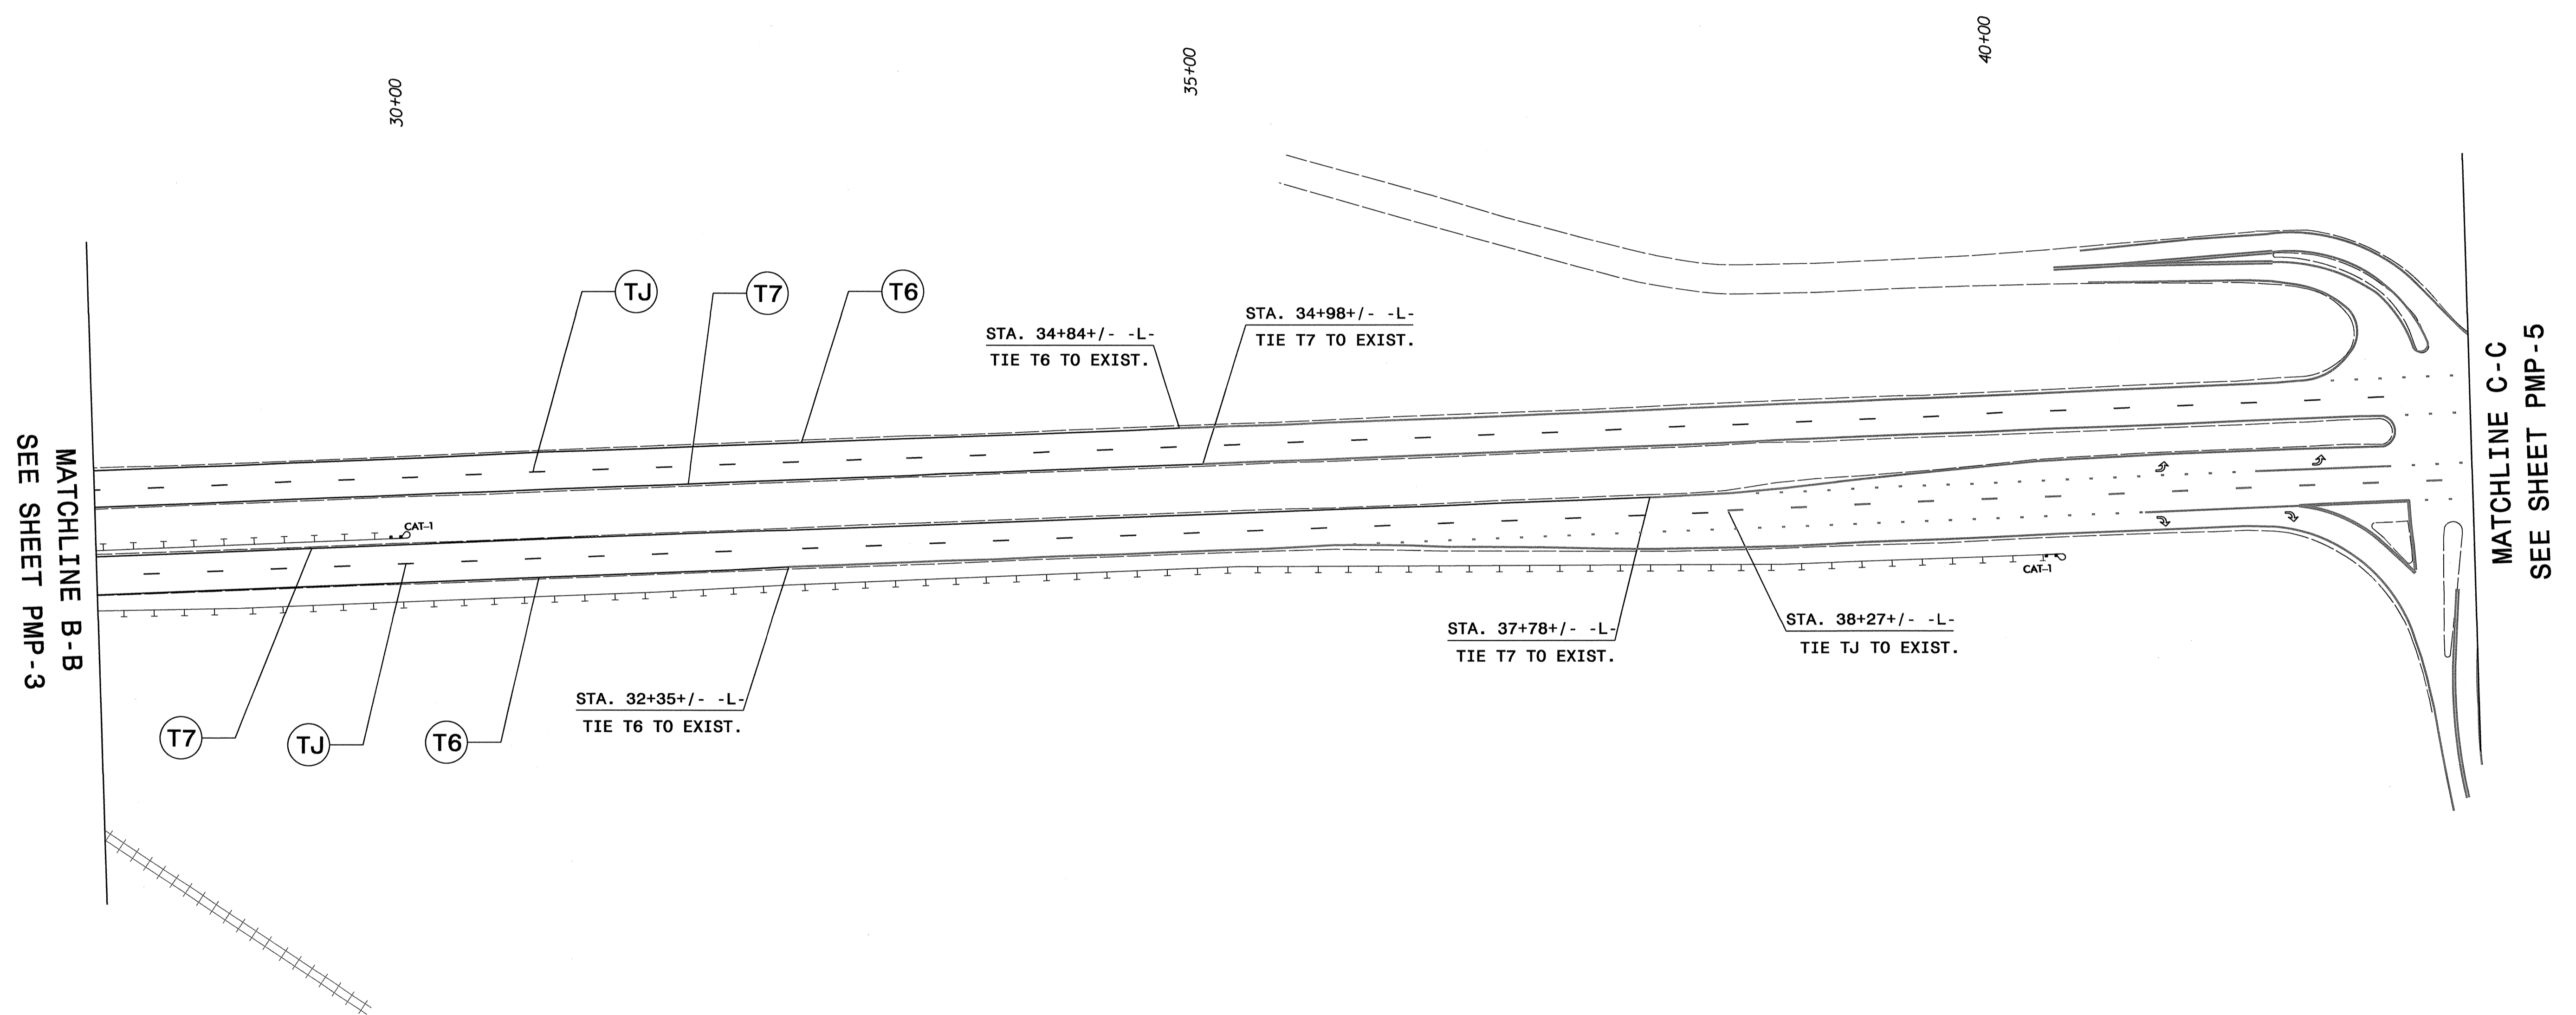 30+00
35+00
40+00
TJ
T7
T6
STA. 34+84+/- -L-
TIE T6 TO EXIST.
STA. 34+98+/- -L-
TIE T7 TO EXIST.
MATCHLINE B-B
SEE SHEET PMP-3
MATCHLINE C-C
SEE SHEET PMP-5
CAT-1
CAT-1
STA. 37+78+/- -L-
TIE T7 TO EXIST.
STA. 38+27+/- -L-
TIE TJ TO EXIST.
STA. 32+35+/- -L-
TIE T6 TO EXIST.
T7
TJ
T6